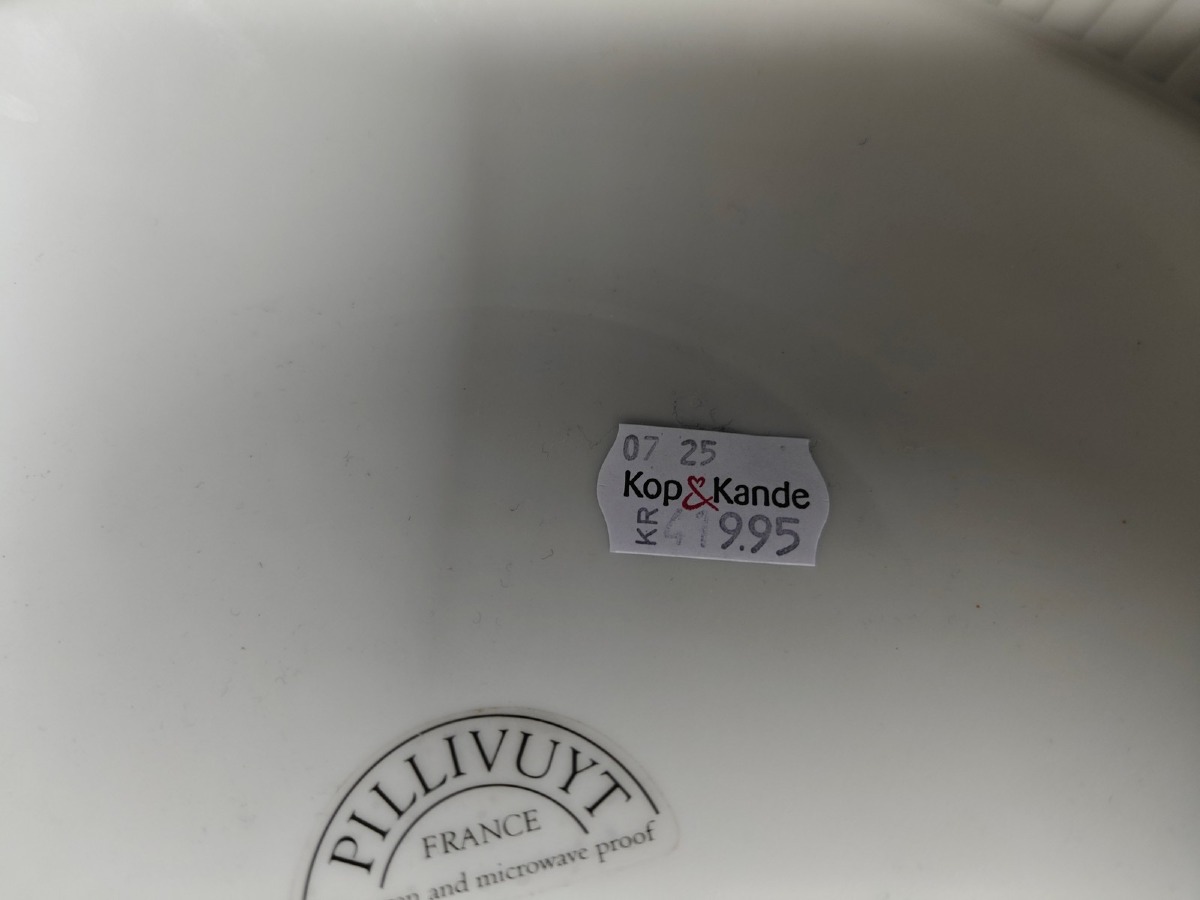 07 25
Kop&Kande
KR 419.95
PILLIVUYT
FRANCE
and microwave proof